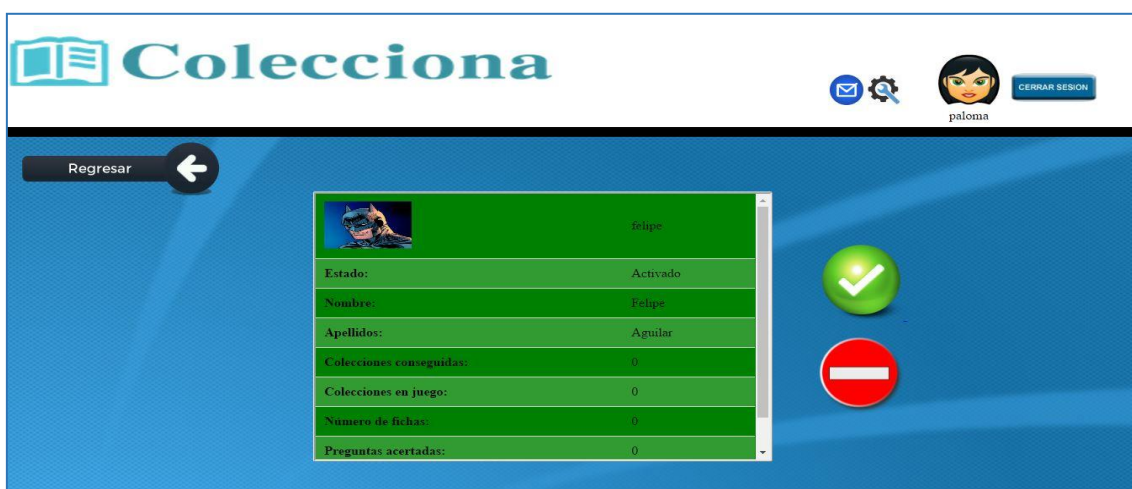 Colecciona
CERRAR SESION
paloma
Regresar
felipe
Estado: Activado
Nombre: Felipe
Apellidos: Aguilar
Colecciones conseguidas: 0
Colecciones en juego: 0
Número de fichas: 0
Preguntas acertadas: 0